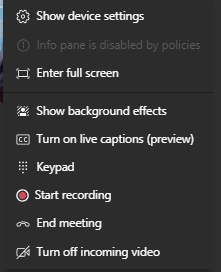 Show device settings
Info pane is disabled by policies
Enter full screen
Show background effects
CC Turn on live captions (preview)
Keypad
Start recording
End meeting
Turn off incoming video